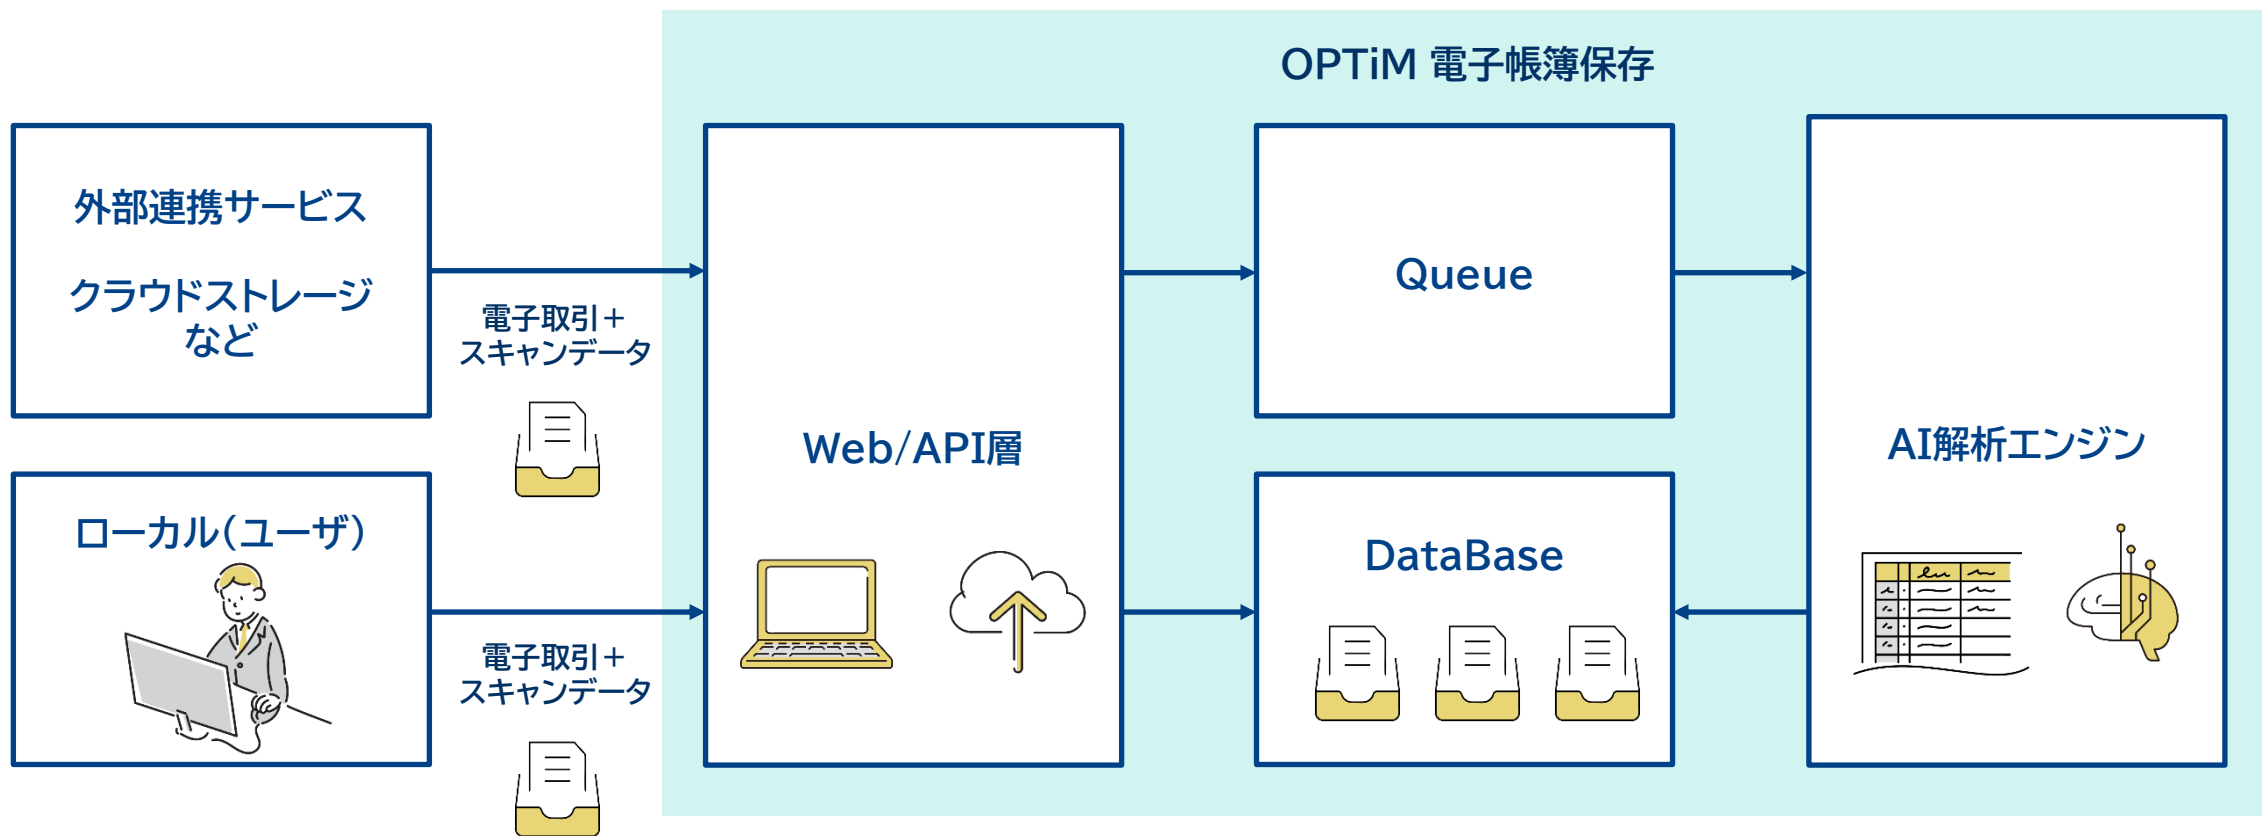 OPTiM 電子帳簿保存
外部連携サービス
クラウドストレージ
など
電子取引＋
スキャンデータ
ローカル(ユーザ)
電子取引＋
スキャンデータ
Web/API層
Queue
DataBase
AI解析エンジン